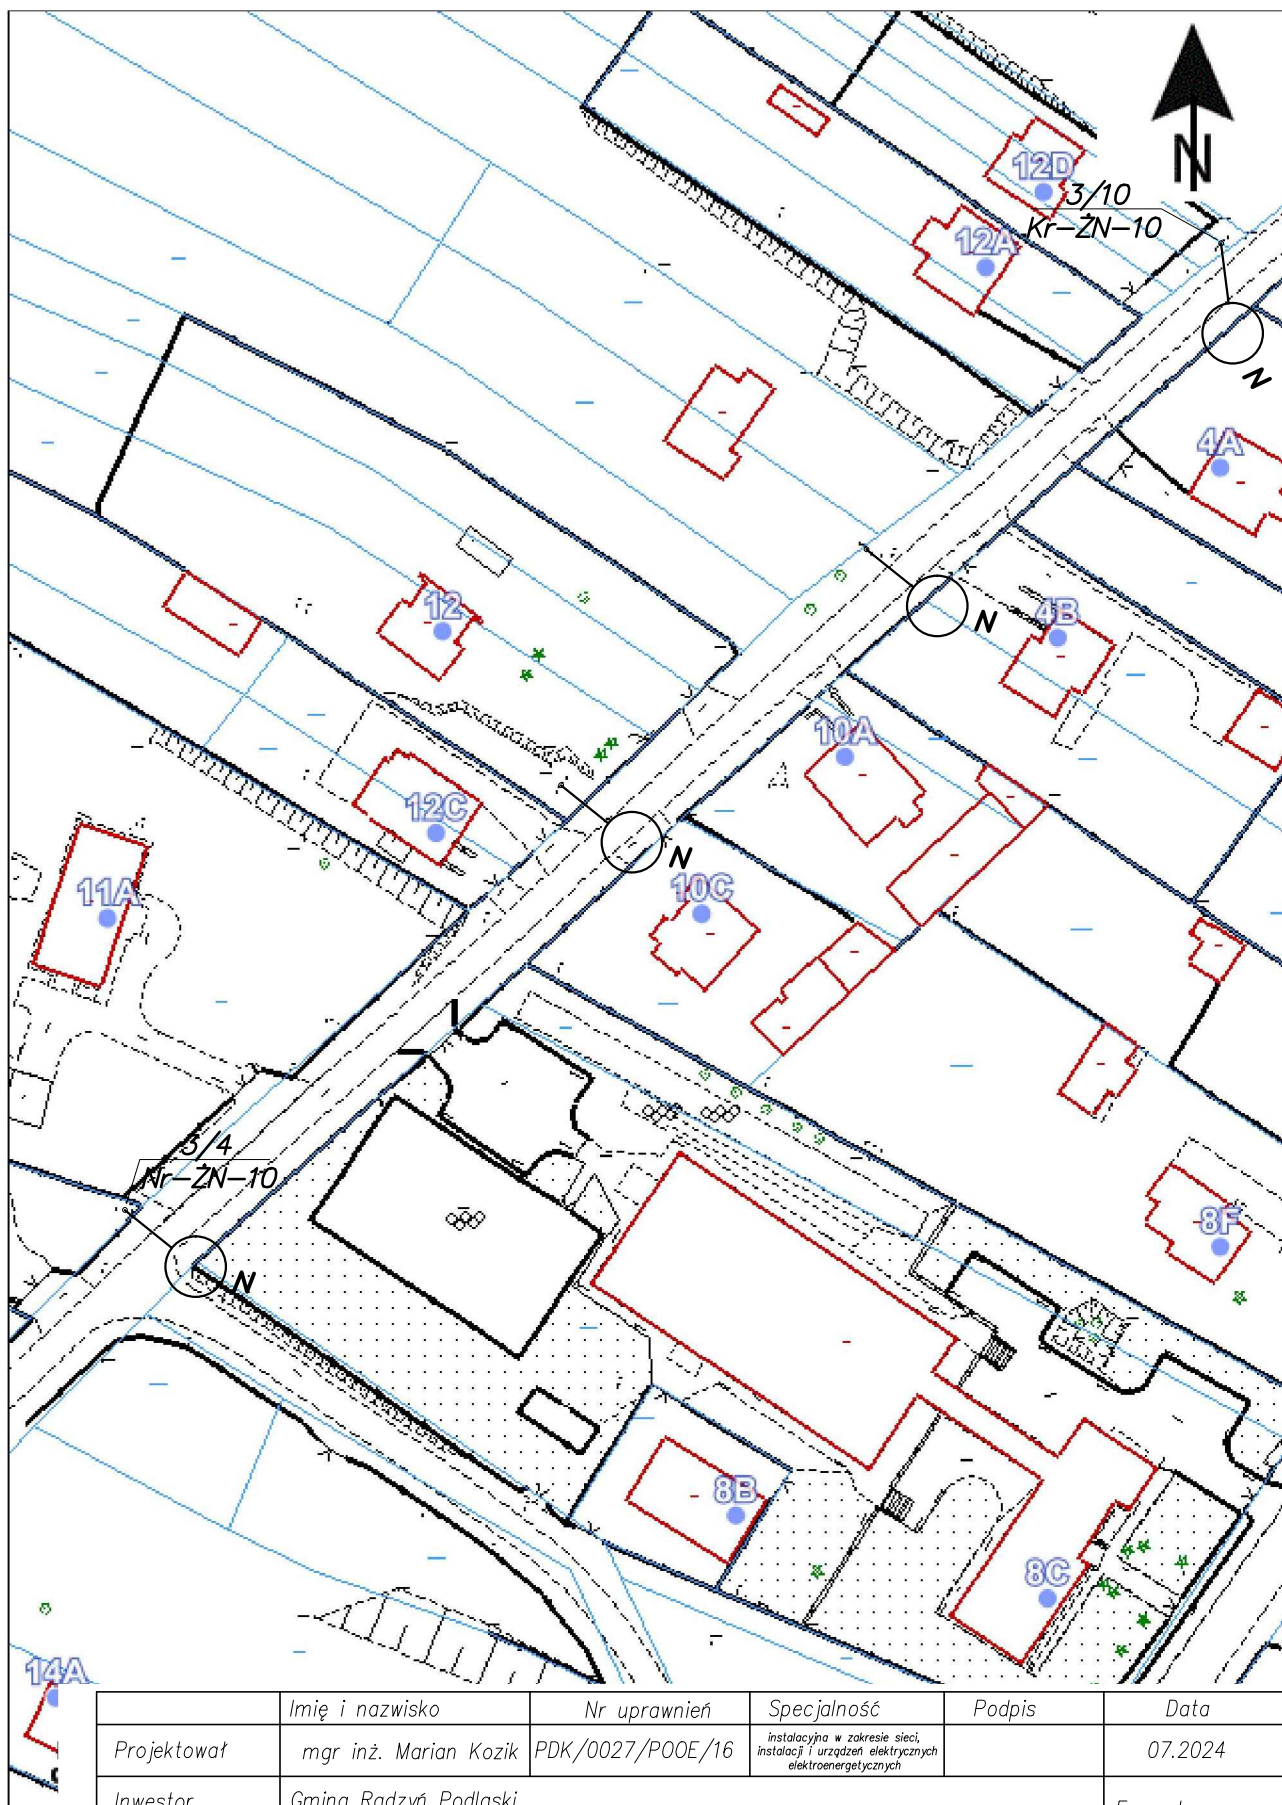 N
12D
3/10
Kr-ŻN-10
12A
N
4A
12
N
4B
10A
12C
N
10C
11A
3/4
Nr-ŻN-10
8F
N
8B
8C
14A
Imię i nazwisko Nr uprawnień Specjalność Podpis Data
Projektował mgr inż. Marian Kozik PDK/0027/POOE/16 instalacyjna w zakresie sieci,
instalacji i urządzeń elektrycznych
elektroenergetycznych 07.2024
Inwestor Gmina Radzyń Podlaski